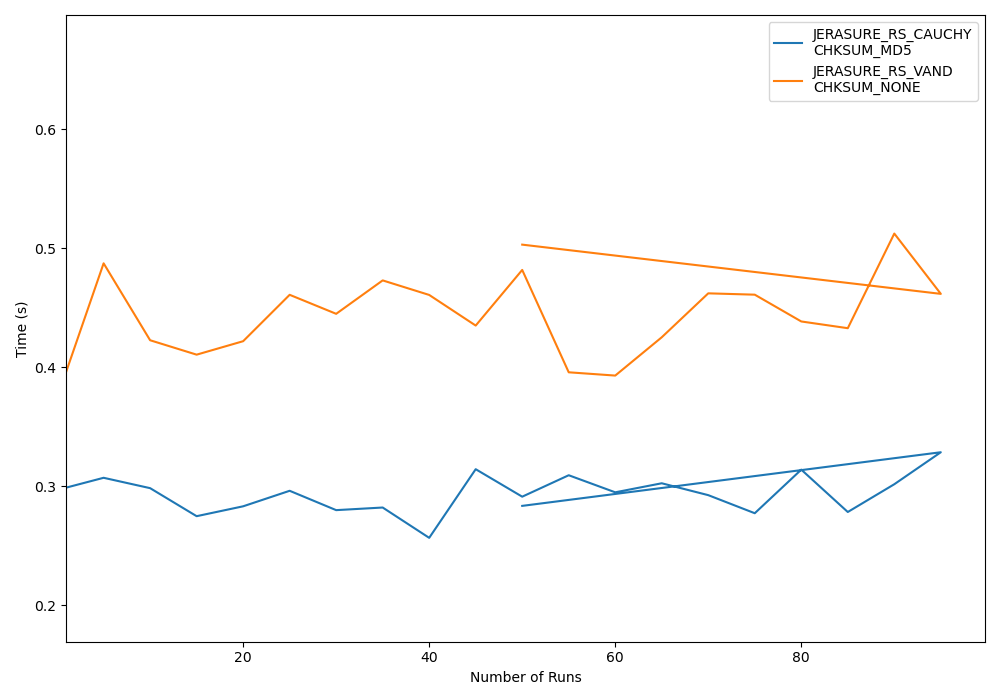 JERASURE_RS_CAUCHY
CHKSUM_MD5
JERASURE_RS_VAND
CHKSUM_NONE
0.6
0.5
0.4
0.3
0.2
Time (s)
20 40 60 80
Number of Runs